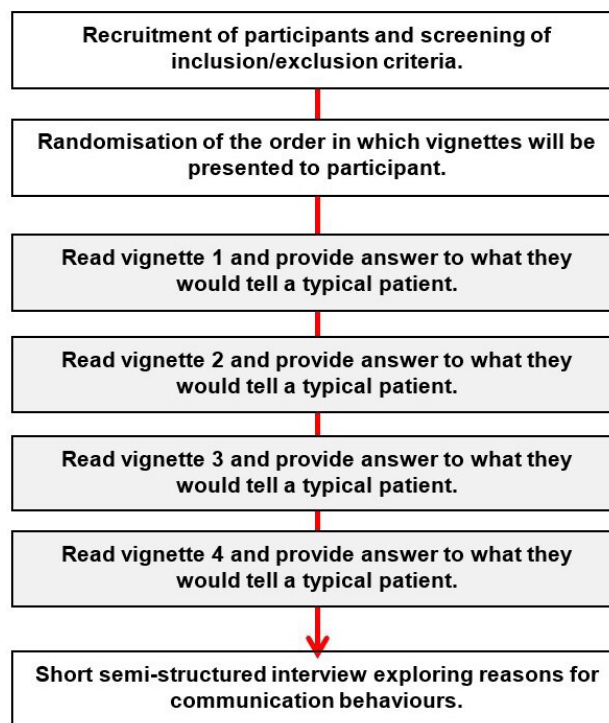 Recruitment of participants and screening of
inclusion/exclusion criteria.
Randomisation of the order in which vignettes will be
presented to participant.
Read vignette 1 and provide answer to what they
would tell a typical patient.
Read vignette 2 and provide answer to what they
would tell a typical patient.
Read vignette 3 and provide answer to what they
would tell a typical patient.
Read vignette 4 and provide answer to what they
would tell a typical patient.
Short semi-structured interview exploring reasons for
communication behaviours.